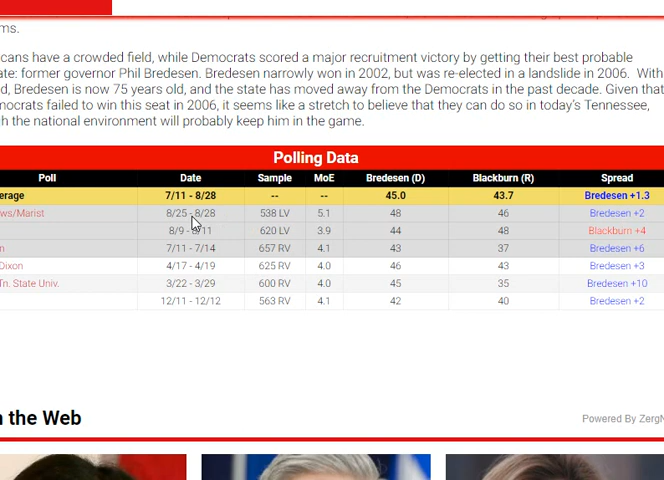 ms.
cans have a crowded field, while Democrats scored a major recruitment victory by getting their best probable
ate: former governor Phil Bredesen. Bredesen narrowly won in 2002, but was re-elected in a landslide in 2006. With
d, Bredesen is now 75 years old, and the state has moved away from the Democrats in the past decade. Given that
mocrats failed to win this seat in 2006, it seems like a stretch to believe that they can do so in today's Tennessee,
h the national environment will probably keep him in the game.
Polling Data
Poll Date Sample MoE Bredesen (D) Blackburn (R) Spread
erage 7/11 - 8/28 -- -- 45.0 43.7 Bredesen +1.3
ws/Marist 8/25 - 8/28 538 LV 5.1 48 46 Bredesen +2
8/9 - 8/11 620 LV 3.9 44 48 Blackburn +4
n 7/11 - 7/14 657 RV 4.1 43 37 Bredesen +6
Dixon 4/17 - 4/19 625 RV 4.0 46 43 Bredesen +3
Tn. State Univ. 3/22 - 3/29 600 RV 4.0 45 35 Bredesen +10
12/11 - 12/12 563 RV 4.1 42 40 Bredesen +2
n the Web
Powered By ZergN